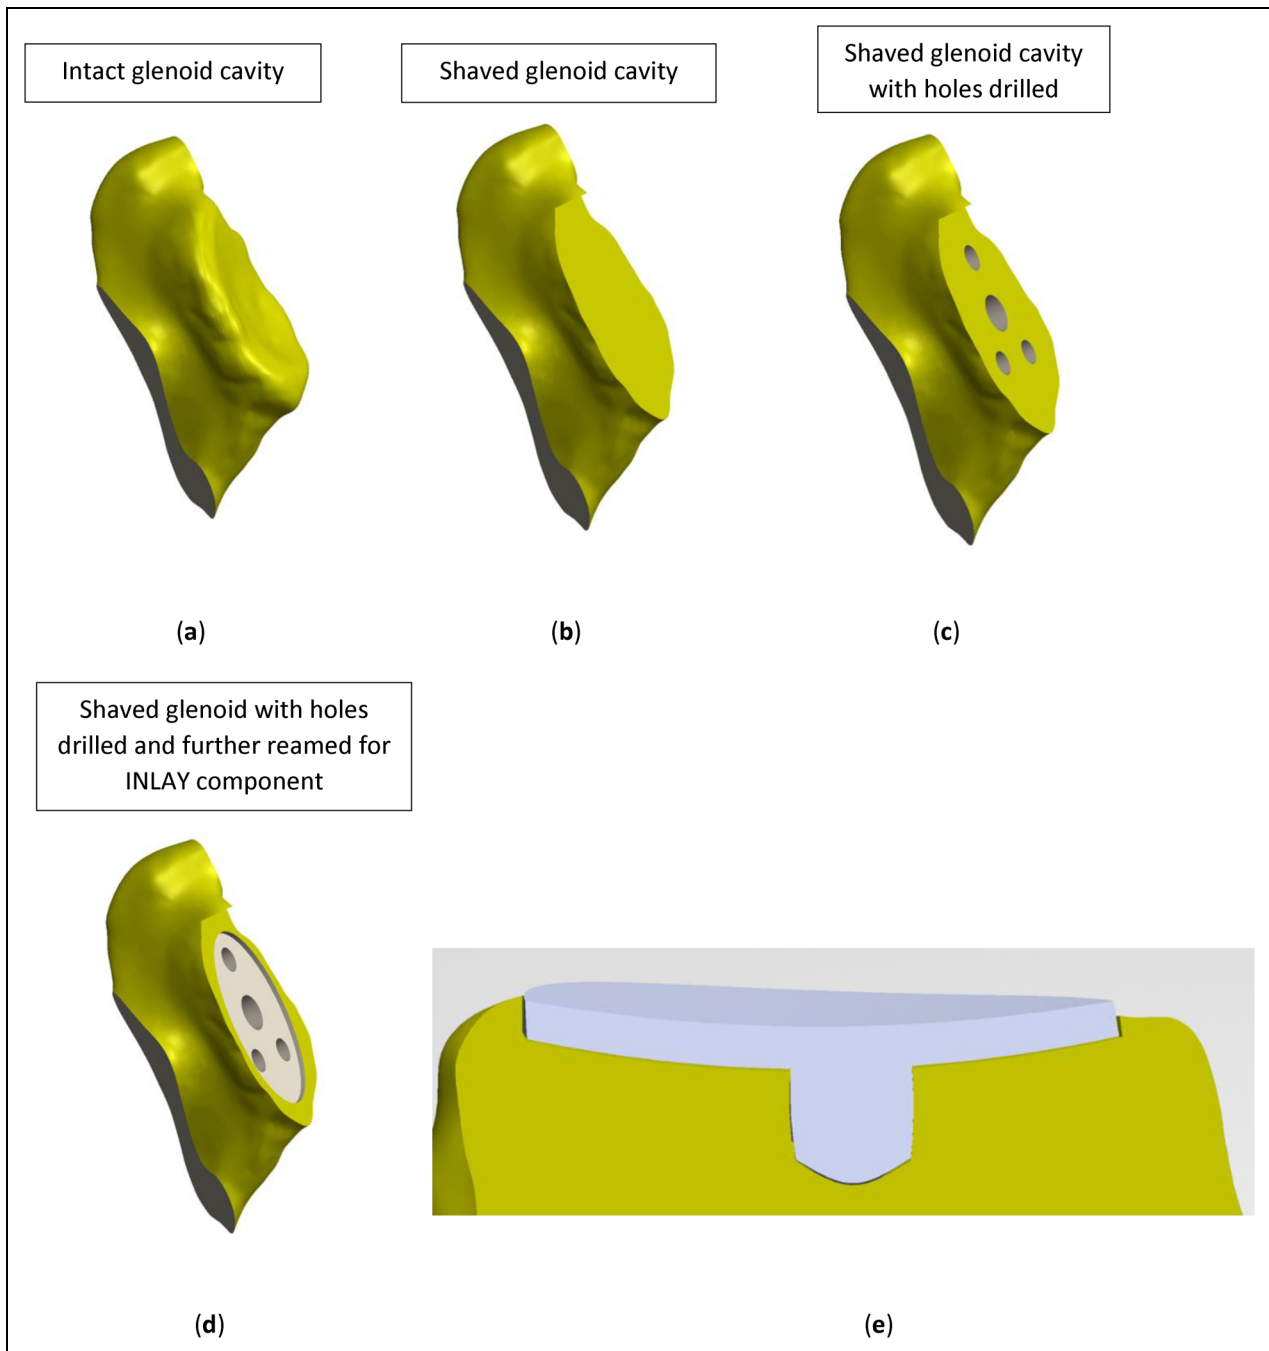 Intact glenoid cavity
Shaved glenoid cavity
Shaved glenoid cavity
with holes drilled
(a)
(b)
(c)
Shaved glenoid with holes
drilled and further reamed for
INLAY component
(d)
(e)